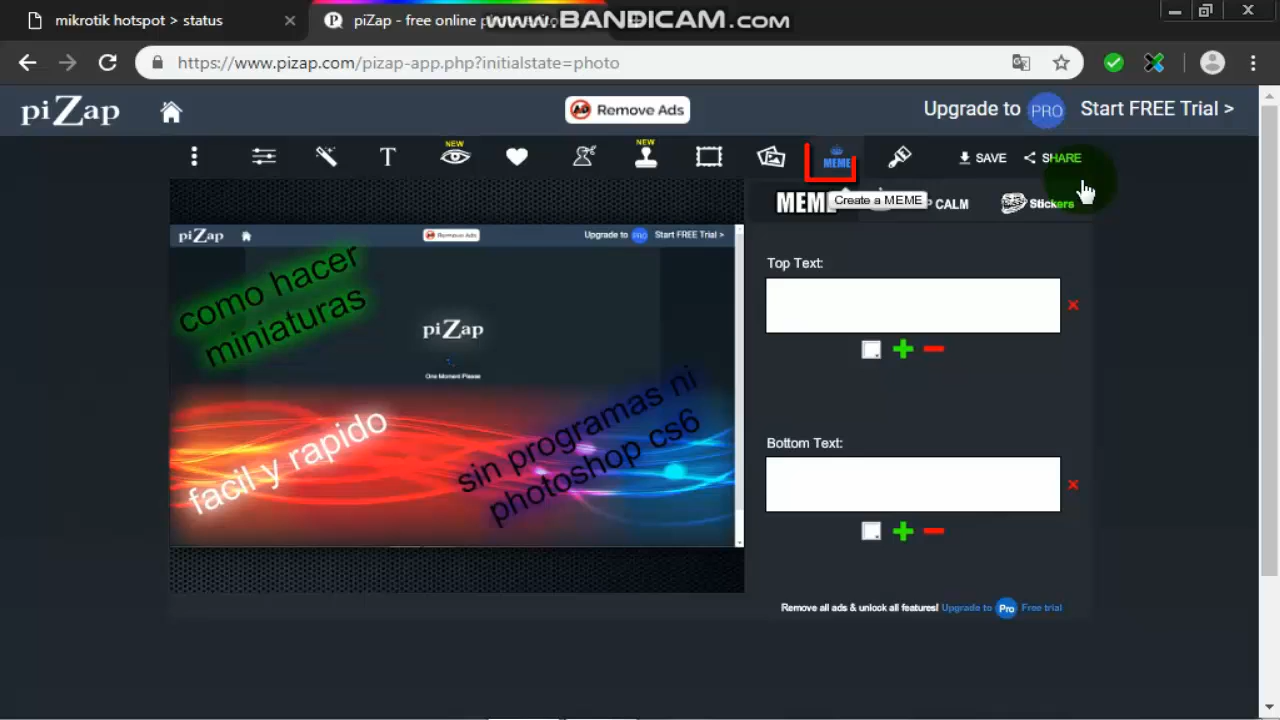 mikrotik hotspot > status
piZap - free online
www.BANDICAM.com
https://www.pizap.com/pizap-app.php?initialstate=photo
piZap
Remove Ads
Upgrade to PRO Start FREE Trial >
T
NEW
NEW
MEME
SAVE
SHARE
MEME
Create a MEME
P CALM
Stickers
piZap
Remove Ads
Upgrade to PRO Start FREE Trial >
como hacer
miniaturas
piZap
One Moment Please
facil y rapido
sin programas ni
photoshop cs6
Top Text:
Bottom Text:
Remove all ads & unlock all features! Upgrade to Pro Free trial